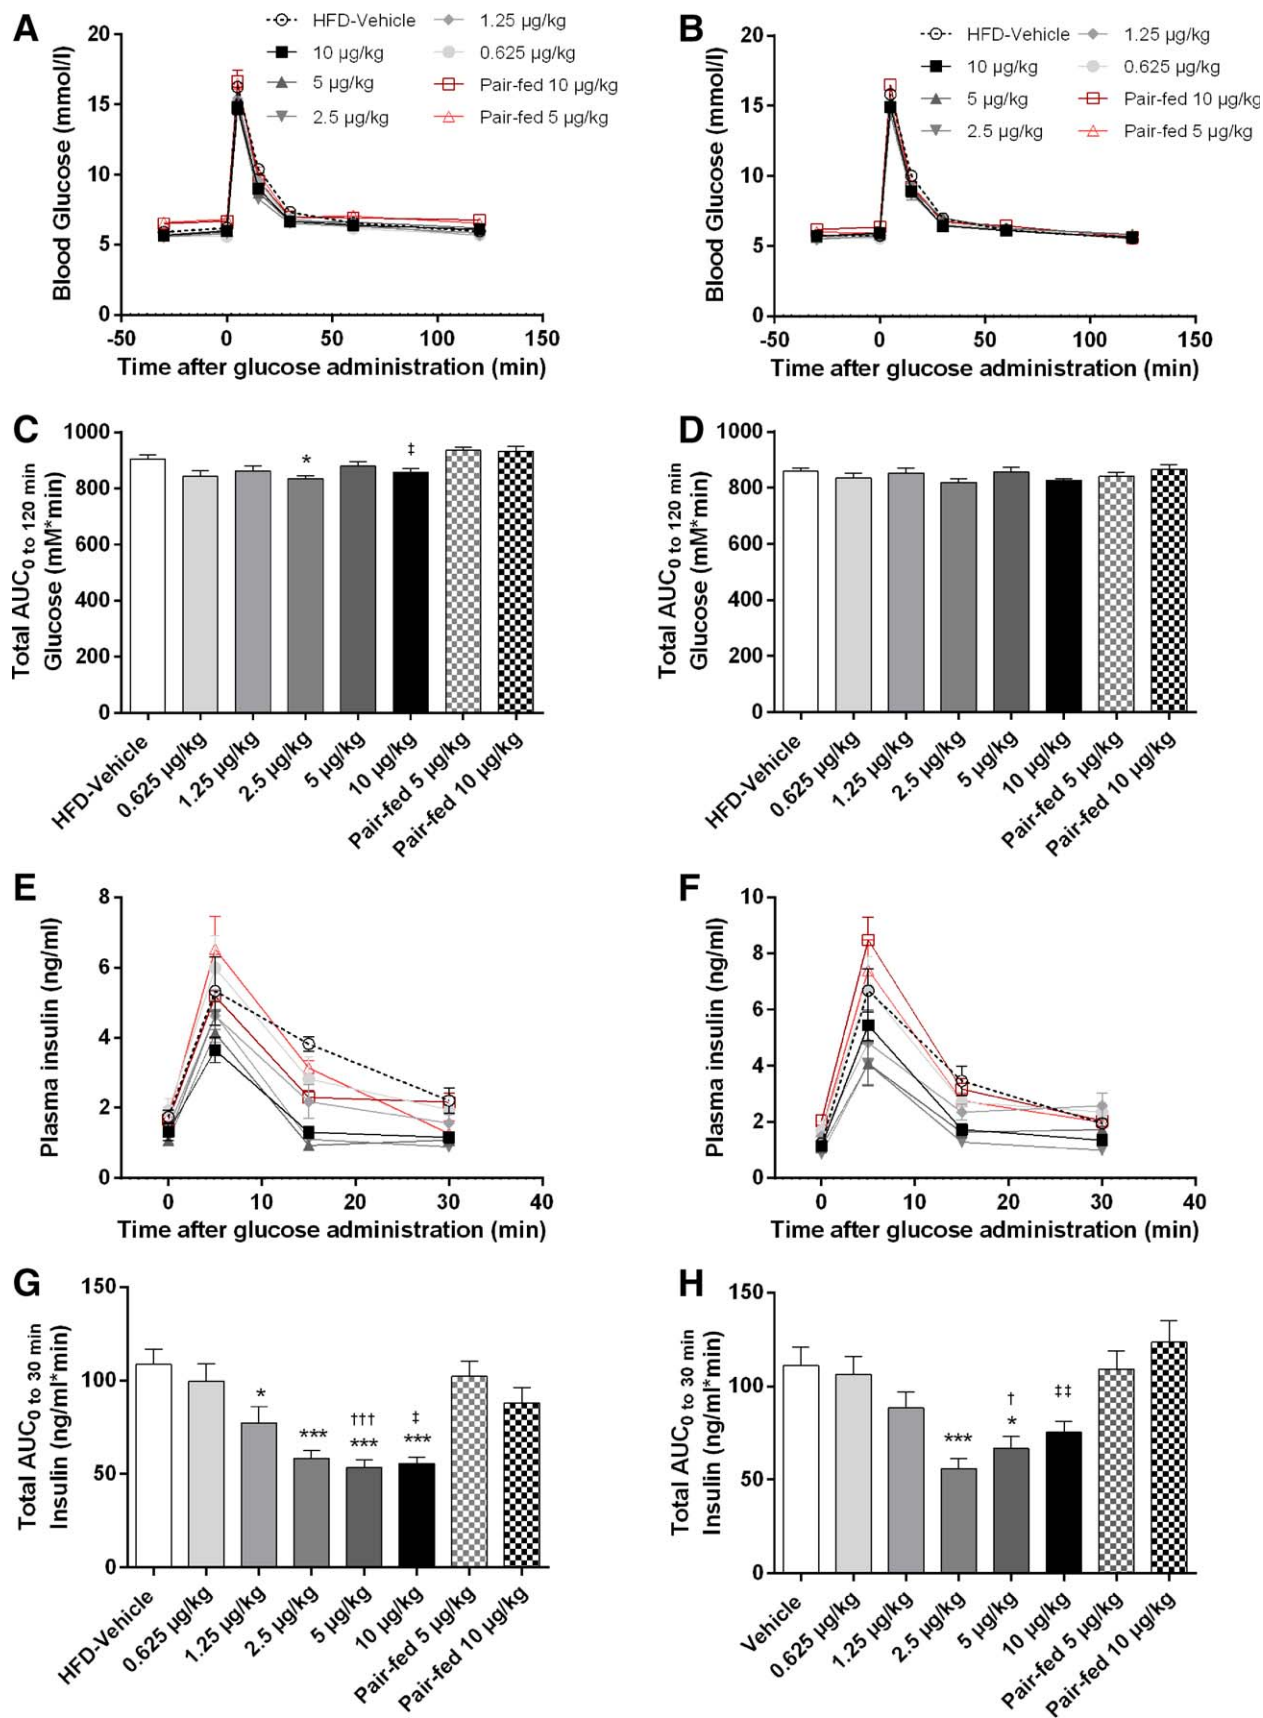 A
HFD-Vehicle
10 µg/kg
5 µg/kg
2.5 µg/kg
1.25 µg/kg
0.625 µg/kg
Pair-fed 10 µg/kg
Pair-fed 5 µg/kg
Blood Glucose (mmol/l)
20
15
10
5
0
-50
0
50
100
150
Time after glucose administration (min)
B
HFD-Vehicle
10 µg/kg
5 µg/kg
2.5 µg/kg
1.25 µg/kg
0.625 µg/kg
Pair-fed 10 µg/kg
Pair-fed 5 µg/kg
Blood Glucose (mmol/l)
20
15
10
5
0
-50
0
50
100
150
Time after glucose administration (min)
C
Total AUC0 to 120 min
Glucose (mM*min)
1000
800
600
400
200
0
*
‡
HFD-Vehicle
0.625 µg/kg
1.25 µg/kg
2.5 µg/kg
5 µg/kg
10 µg/kg
Pair-fed 5 µg/kg
Pair-fed 10 µg/kg
D
Total AUC0 to 120 min
Glucose (mM*min)
1000
800
600
400
200
0
HFD-Vehicle
0.625 µg/kg
1.25 µg/kg
2.5 µg/kg
5 µg/kg
10 µg/kg
Pair-fed 5 µg/kg
Pair-fed 10 µg/kg
E
Plasma insulin (ng/ml)
8
6
4
2
0
0
10
20
30
40
Time after glucose administration (min)
F
Plasma insulin (ng/ml)
10
8
6
4
2
0
0
10
20
30
40
Time after glucose administration (min)
G
Total AUC0 to 30 min
Insulin (ng/ml*min)
150
100
50
0
*
***
†††
***
‡
***
HFD-Vehicle
0.625 µg/kg
1.25 µg/kg
2.5 µg/kg
5 µg/kg
10 µg/kg
Pair-fed 5 µg/kg
Pair-fed 10 µg/kg
H
Total AUC0 to 30 min
Insulin (ng/ml*min)
150
100
50
0
***
†
*
‡‡
Vehicle
0.625 µg/kg
1.25 µg/kg
2.5 µg/kg
5 µg/kg
10 µg/kg
Pair-fed 5 µg/kg
Pair-fed 10 µg/kg